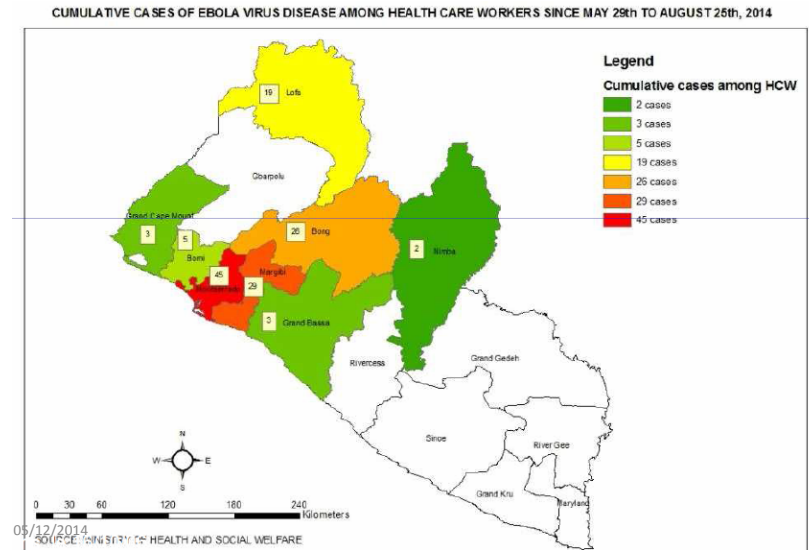 CUMULATIVE CASES OF EBOLA VIRUS DISEASE AMONG HEALTH CARE WORKERS SINCE MAY 29th TO AUGUST 25th, 2014
Legend
Cumulative cases among HCW
2 cases
3 cases
5 cases
19 cases
26 cases
29 cases
45 cases
19 Lofa
Gbarpolu
Grand Cape Mount
3
5
Bomi
26 Bong
2 Nimba
45
Margibi
29
3
Grand Bassa
Rivercess
Grand Gedeh
Sinoe
River Gee
Grand Kru
Maryland
N
W E
S
0 30 60 120 180 240
Kilometers
05/12/2014
SOURCE: MINISTRY OF HEALTH AND SOCIAL WELFARE